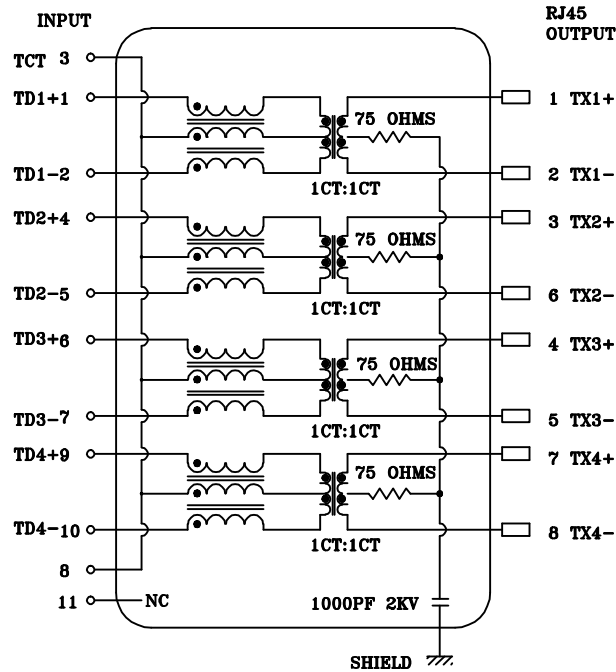 INPUT
RJ45
OUTPUT
TCT 3
TD1+1
75 OHMS
1 TX1+
TD1-2
1CT:1CT
2 TX1-
TD2+4
75 OHMS
3 TX2+
TD2-5
1CT:1CT
6 TX2-
TD3+6
75 OHMS
4 TX3+
TD3-7
1CT:1CT
5 TX3-
TD4+9
75 OHMS
7 TX4+
TD4-10
1CT:1CT
8 TX4-
8
11
NC
1000PF 2KV
SHIELD